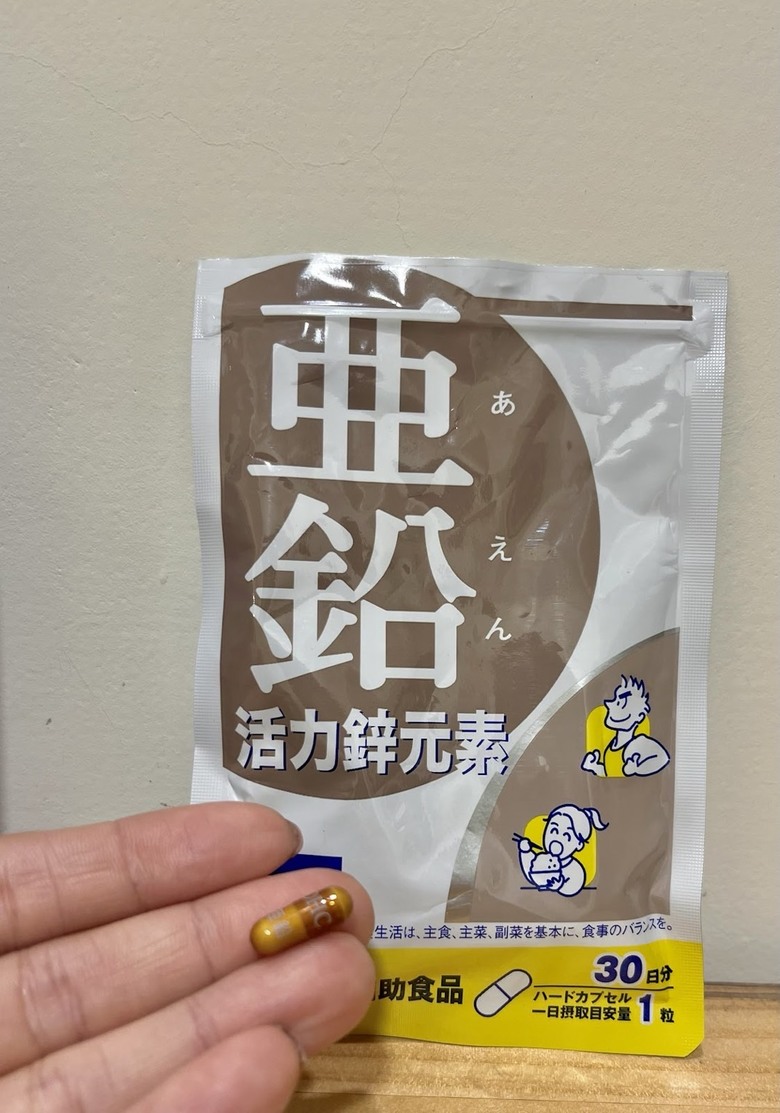 亜鉛
あえん
活力鋅元素
生活は、主食、主菜、副菜を基本に、食事のバランスを。
助食品
30日分
ハードカプセル
一日摂取目安量 1粒